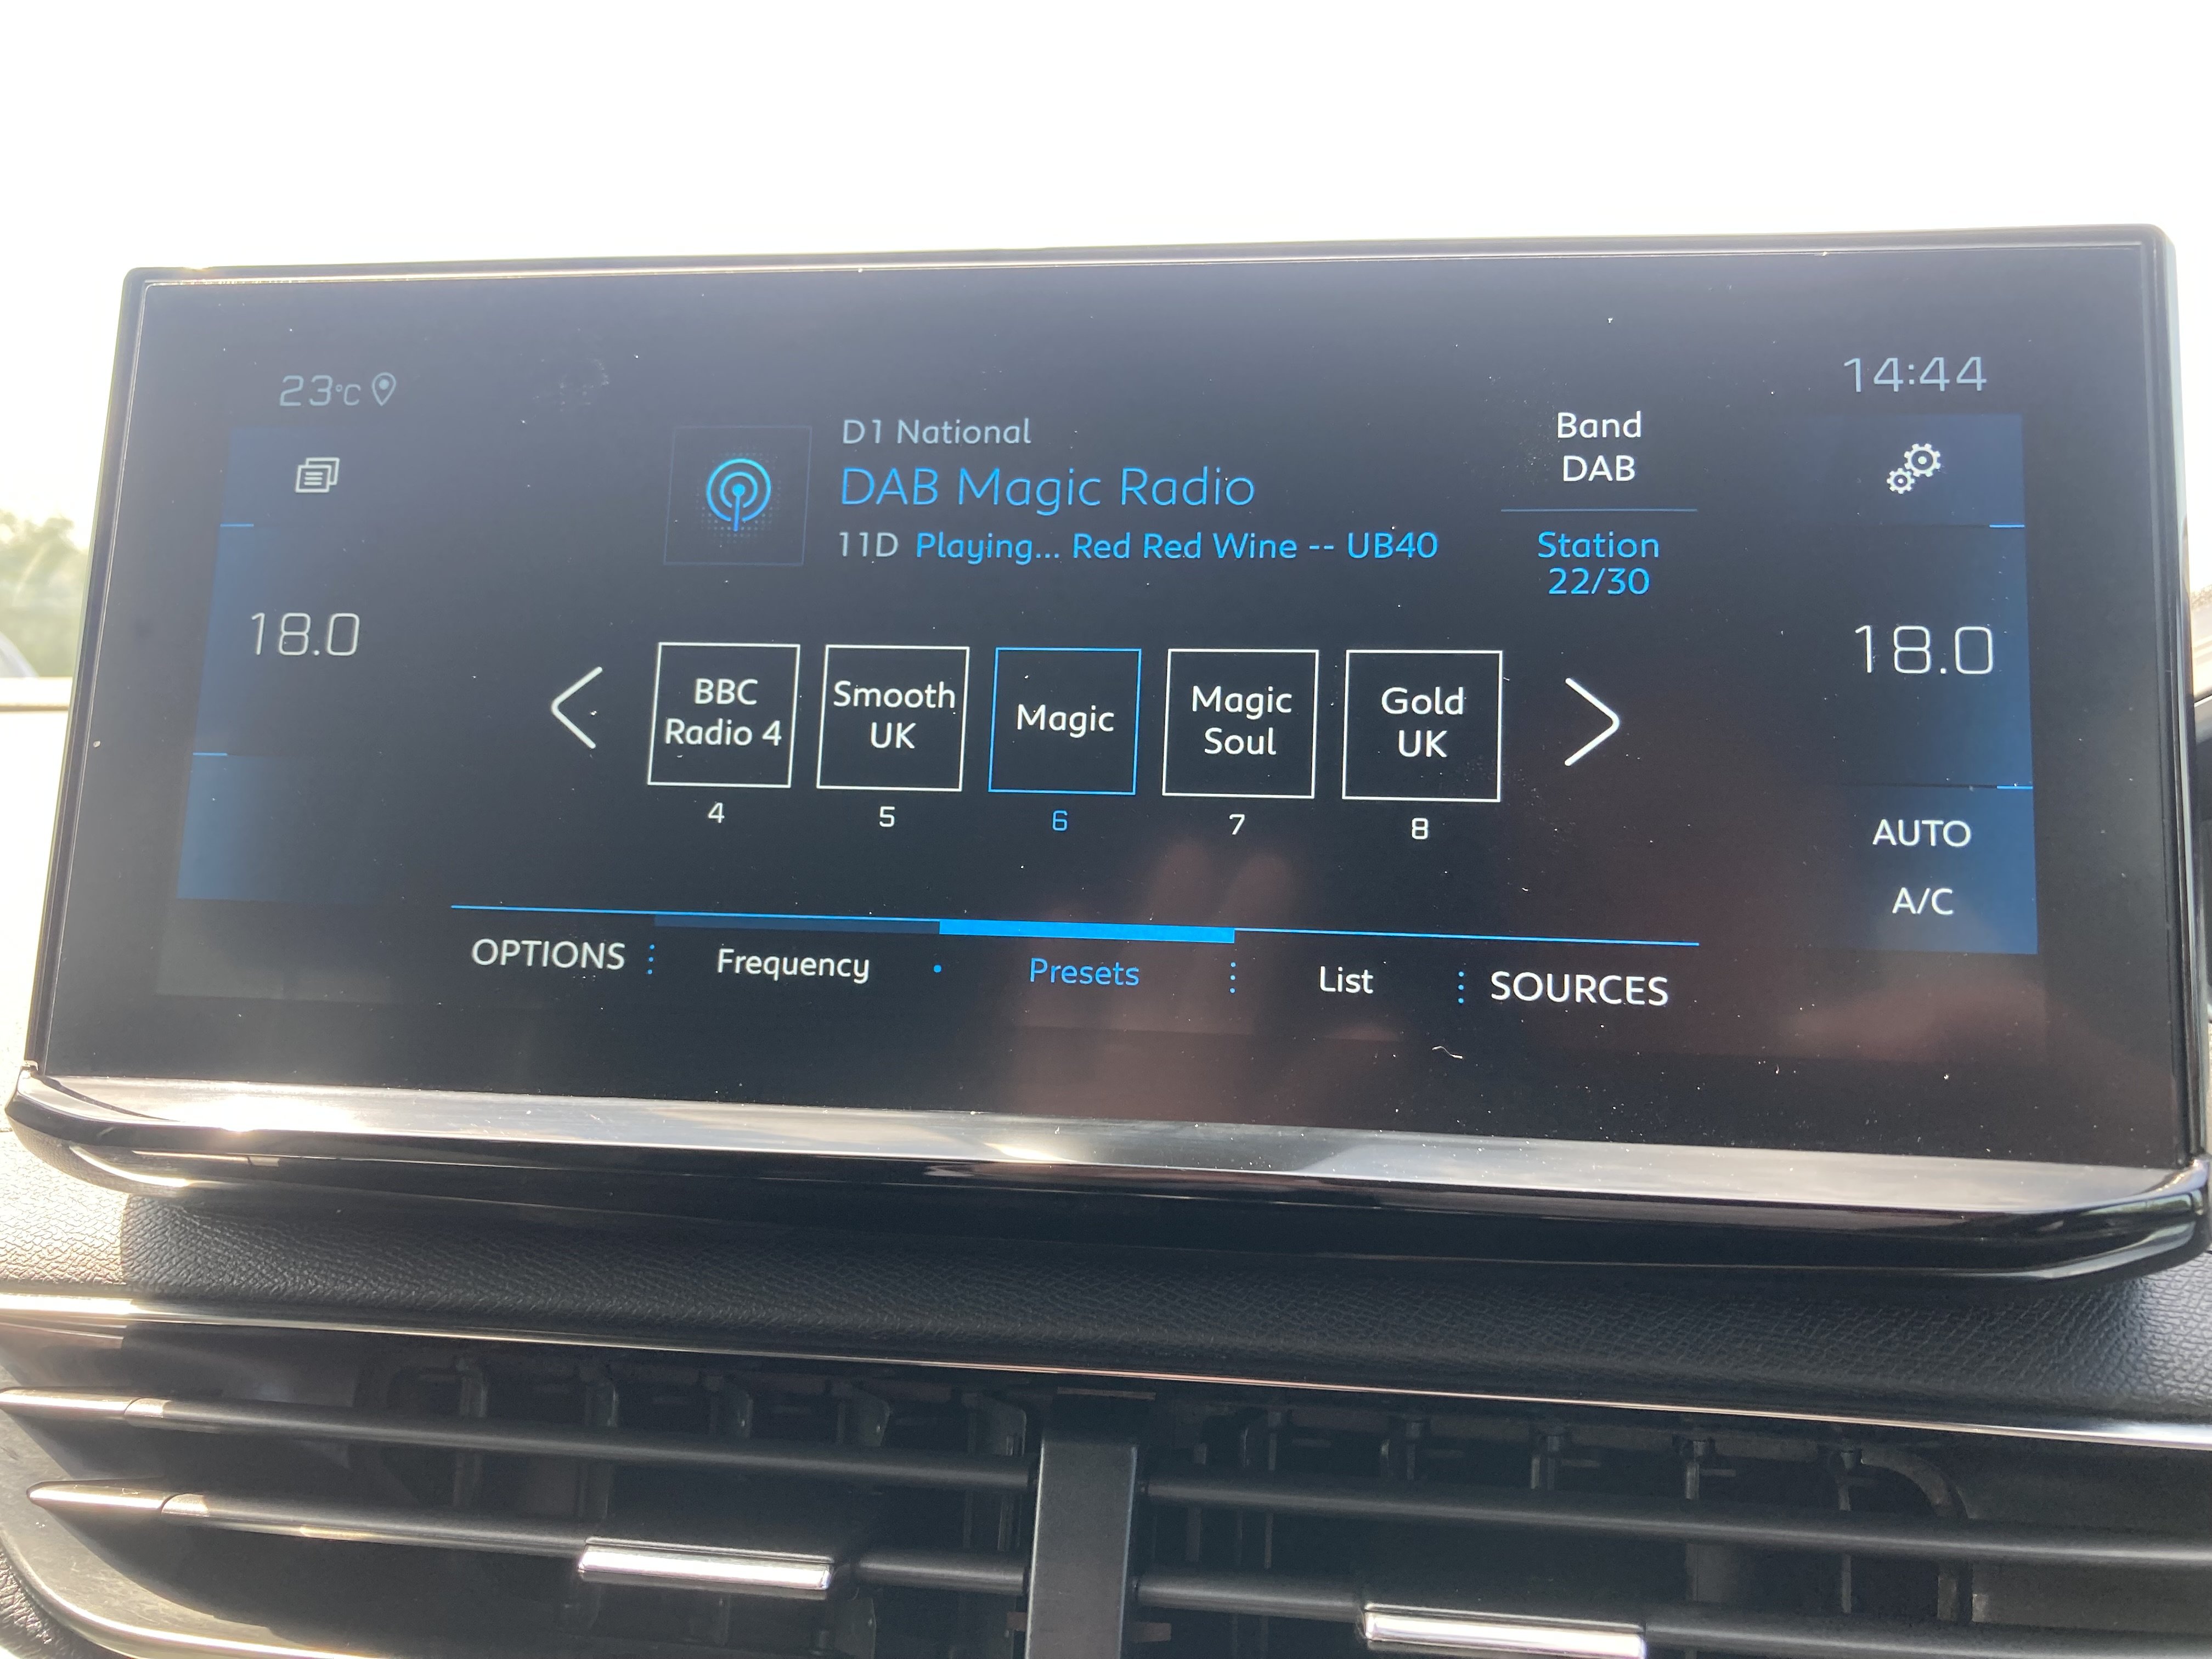 23°C
14:44
D1 National
DAB Magic Radio
11D Playing... Red Red Wine -- UB40
Band
DAB
Station
22/30
18.0
BBC
Radio 4
4
Smooth
UK
5
Magic
6
Magic
Soul
7
Gold
UK
8
18.0
AUTO
A/C
OPTIONS
Frequency
Presets
List
SOURCES